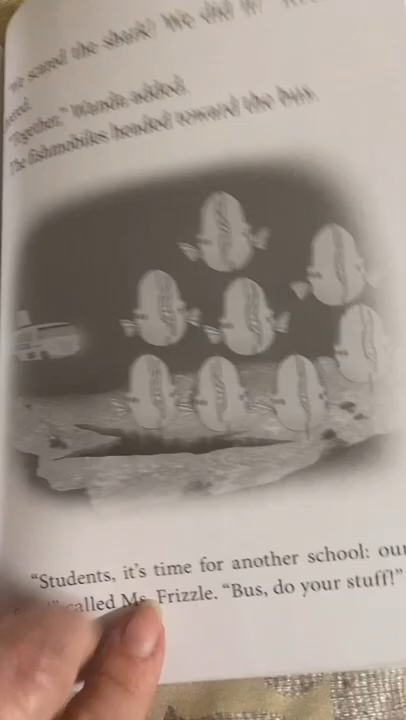 We scared the shark! We did it!"
"Together," Wanda added.
The fishmobiles headed toward the bus.
"Students, it's time for another school: our
called Ms. Frizzle. "Bus, do your stuff!"